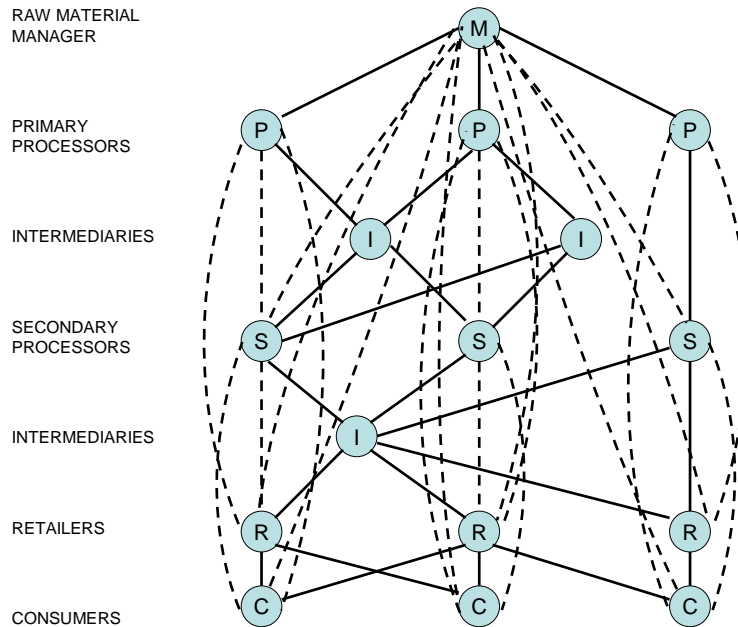 RAW MATERIAL
MANAGER
M
PRIMARY
PROCESSORS
P P P
INTERMEDIARIES
I I
SECONDARY
PROCESSORS
S S S
INTERMEDIARIES
I
RETAILERS
R R R
CONSUMERS
C C C